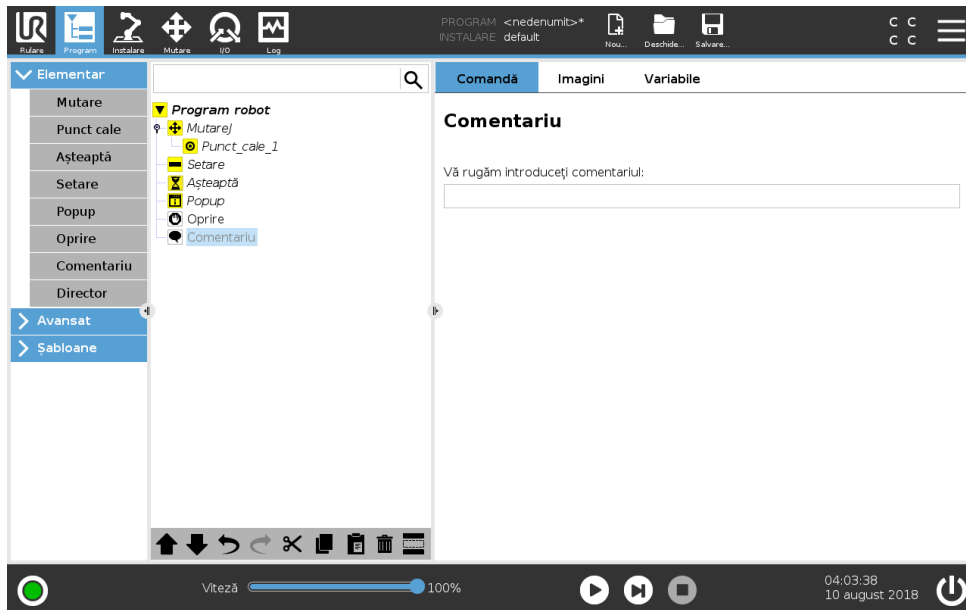 UR
Rulare
Program
Instalare
Mutare
I/O
Log
PROGRAM <nedenumit>*
INSTALARE default
Nou...
Deschide...
Salvare...
C C
C C
Elementar
Mutare
Punct cale
Așteaptă
Setare
Popup
Oprire
Comentariu
Director
Avansat
Șabloane
Program robot
MutareJ
Punct_cale_1
Setare
Așteaptă
Popup
Oprire
Comentariu
Comandă
Imagini
Variabile
Comentariu
Vă rugăm introduceţi comentariul:
Viteză
100%
04:03:38
10 august 2018